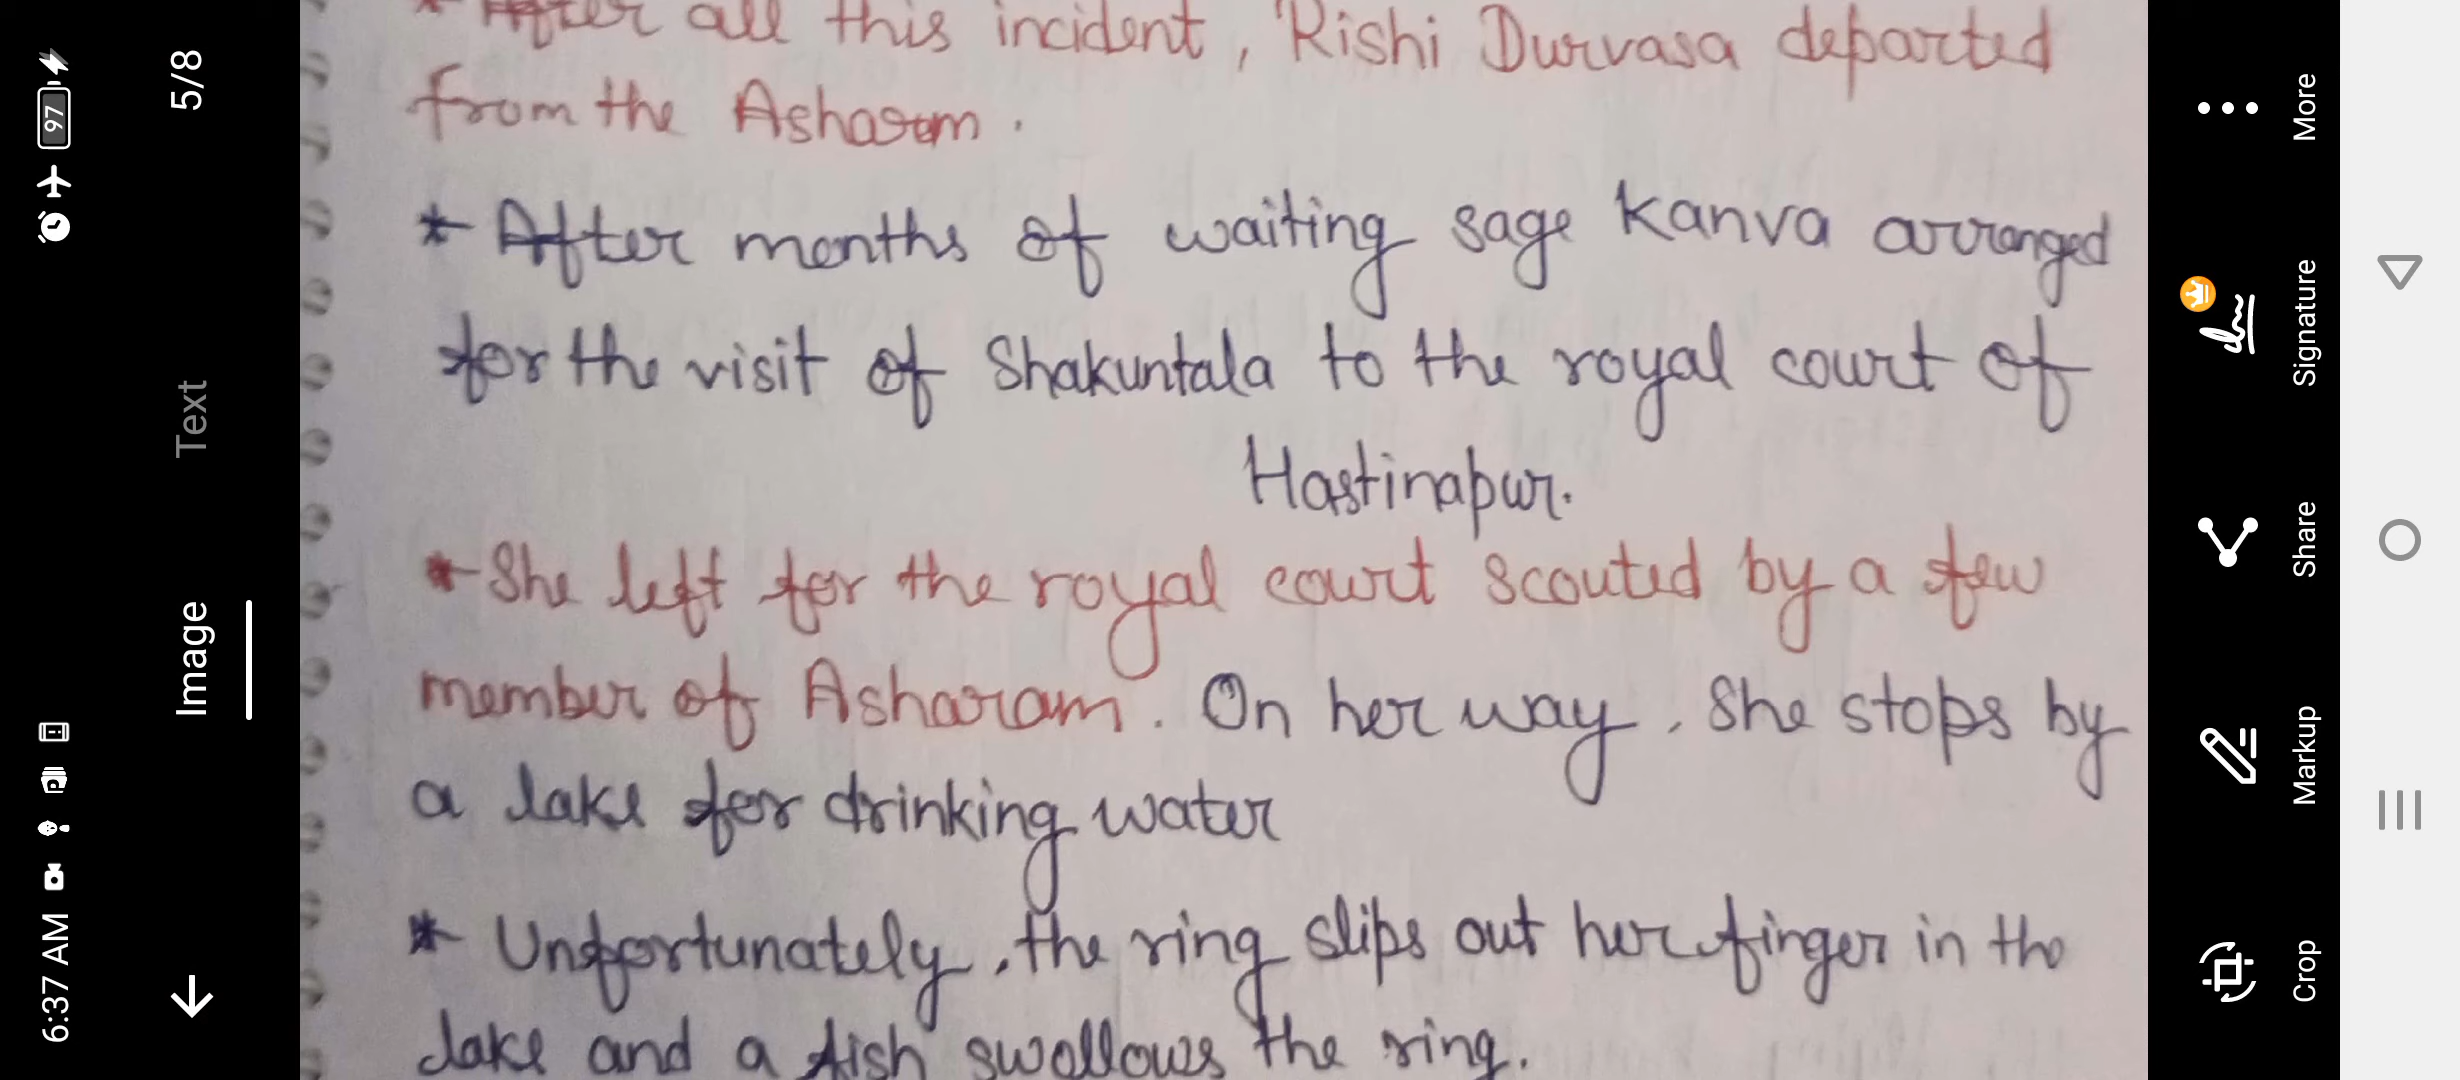 * After all this incident, Rishi Durvasa departed
from the Asharam.
* After months of waiting sage Kanva arranged
for the visit of Shakuntala to the royal court of
Hastinapur.
* She left for the royal court scouted by a few
member of Asharam. On her way, She stops by
a lake for drinking water
* Unfortunately, the ring slips out her finger in the
lake and a fish swallows the ring.
6:37 AM
97
Image
Text
5/8
Crop
Markup
Share
Signature
More